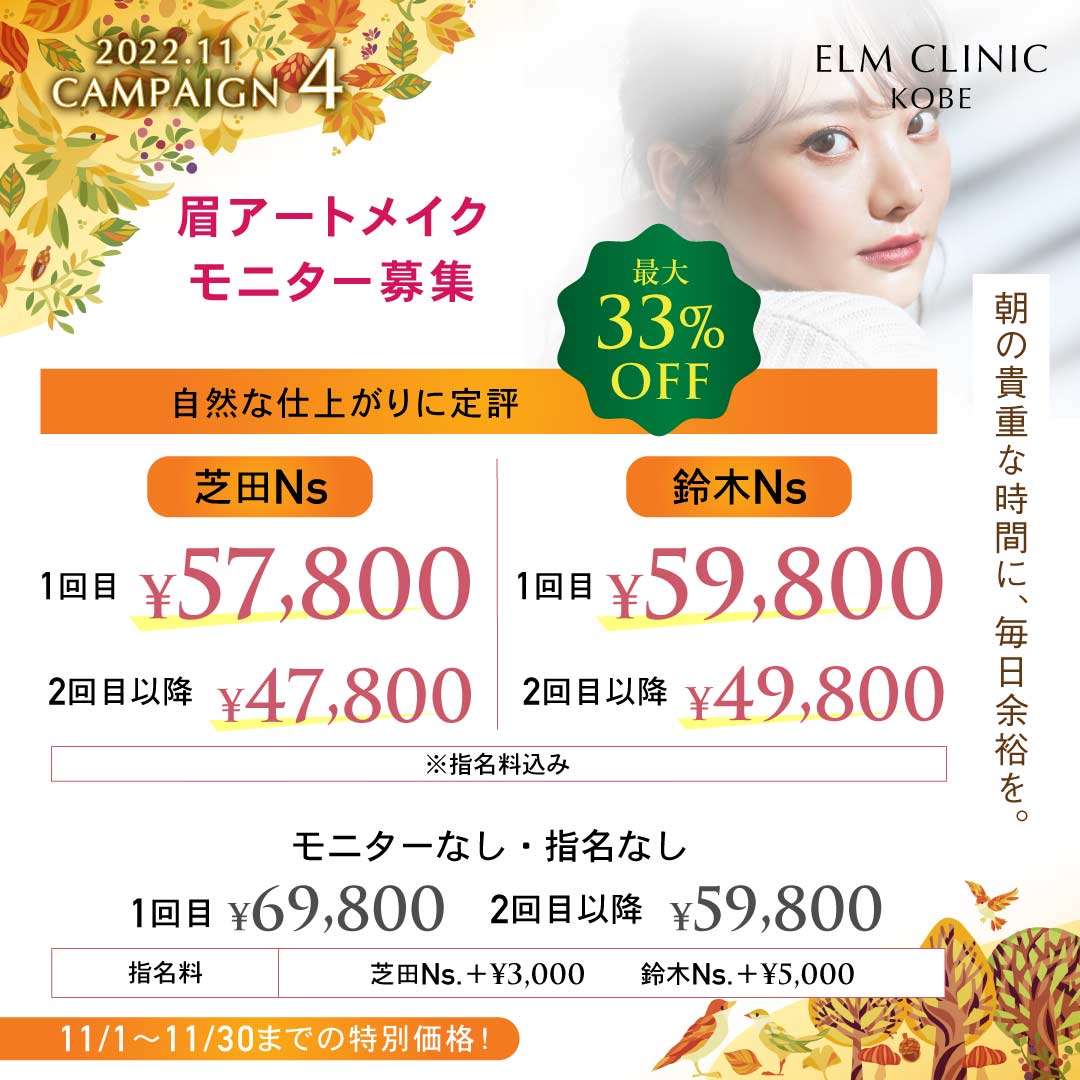 2022.11
CAMPAIGN 4
ELM CLINIC
KOBE
眉アートメイク
モニター募集
最大
33%
OFF
自然な仕上がりに定評
朝の貴重な時間に、毎日余裕を。
芝田Ns
1回目 ¥57,800
2回目以降 ¥47,800
鈴木Ns
1回目 ¥59,800
2回目以降 ¥49,800
※指名料込み
モニターなし・指名なし
1回目 ¥69,800 2回目以降 ¥59,800
指名料 芝田Ns.＋¥3,000 鈴木Ns.＋¥5,000
11/1～11/30までの特別価格！